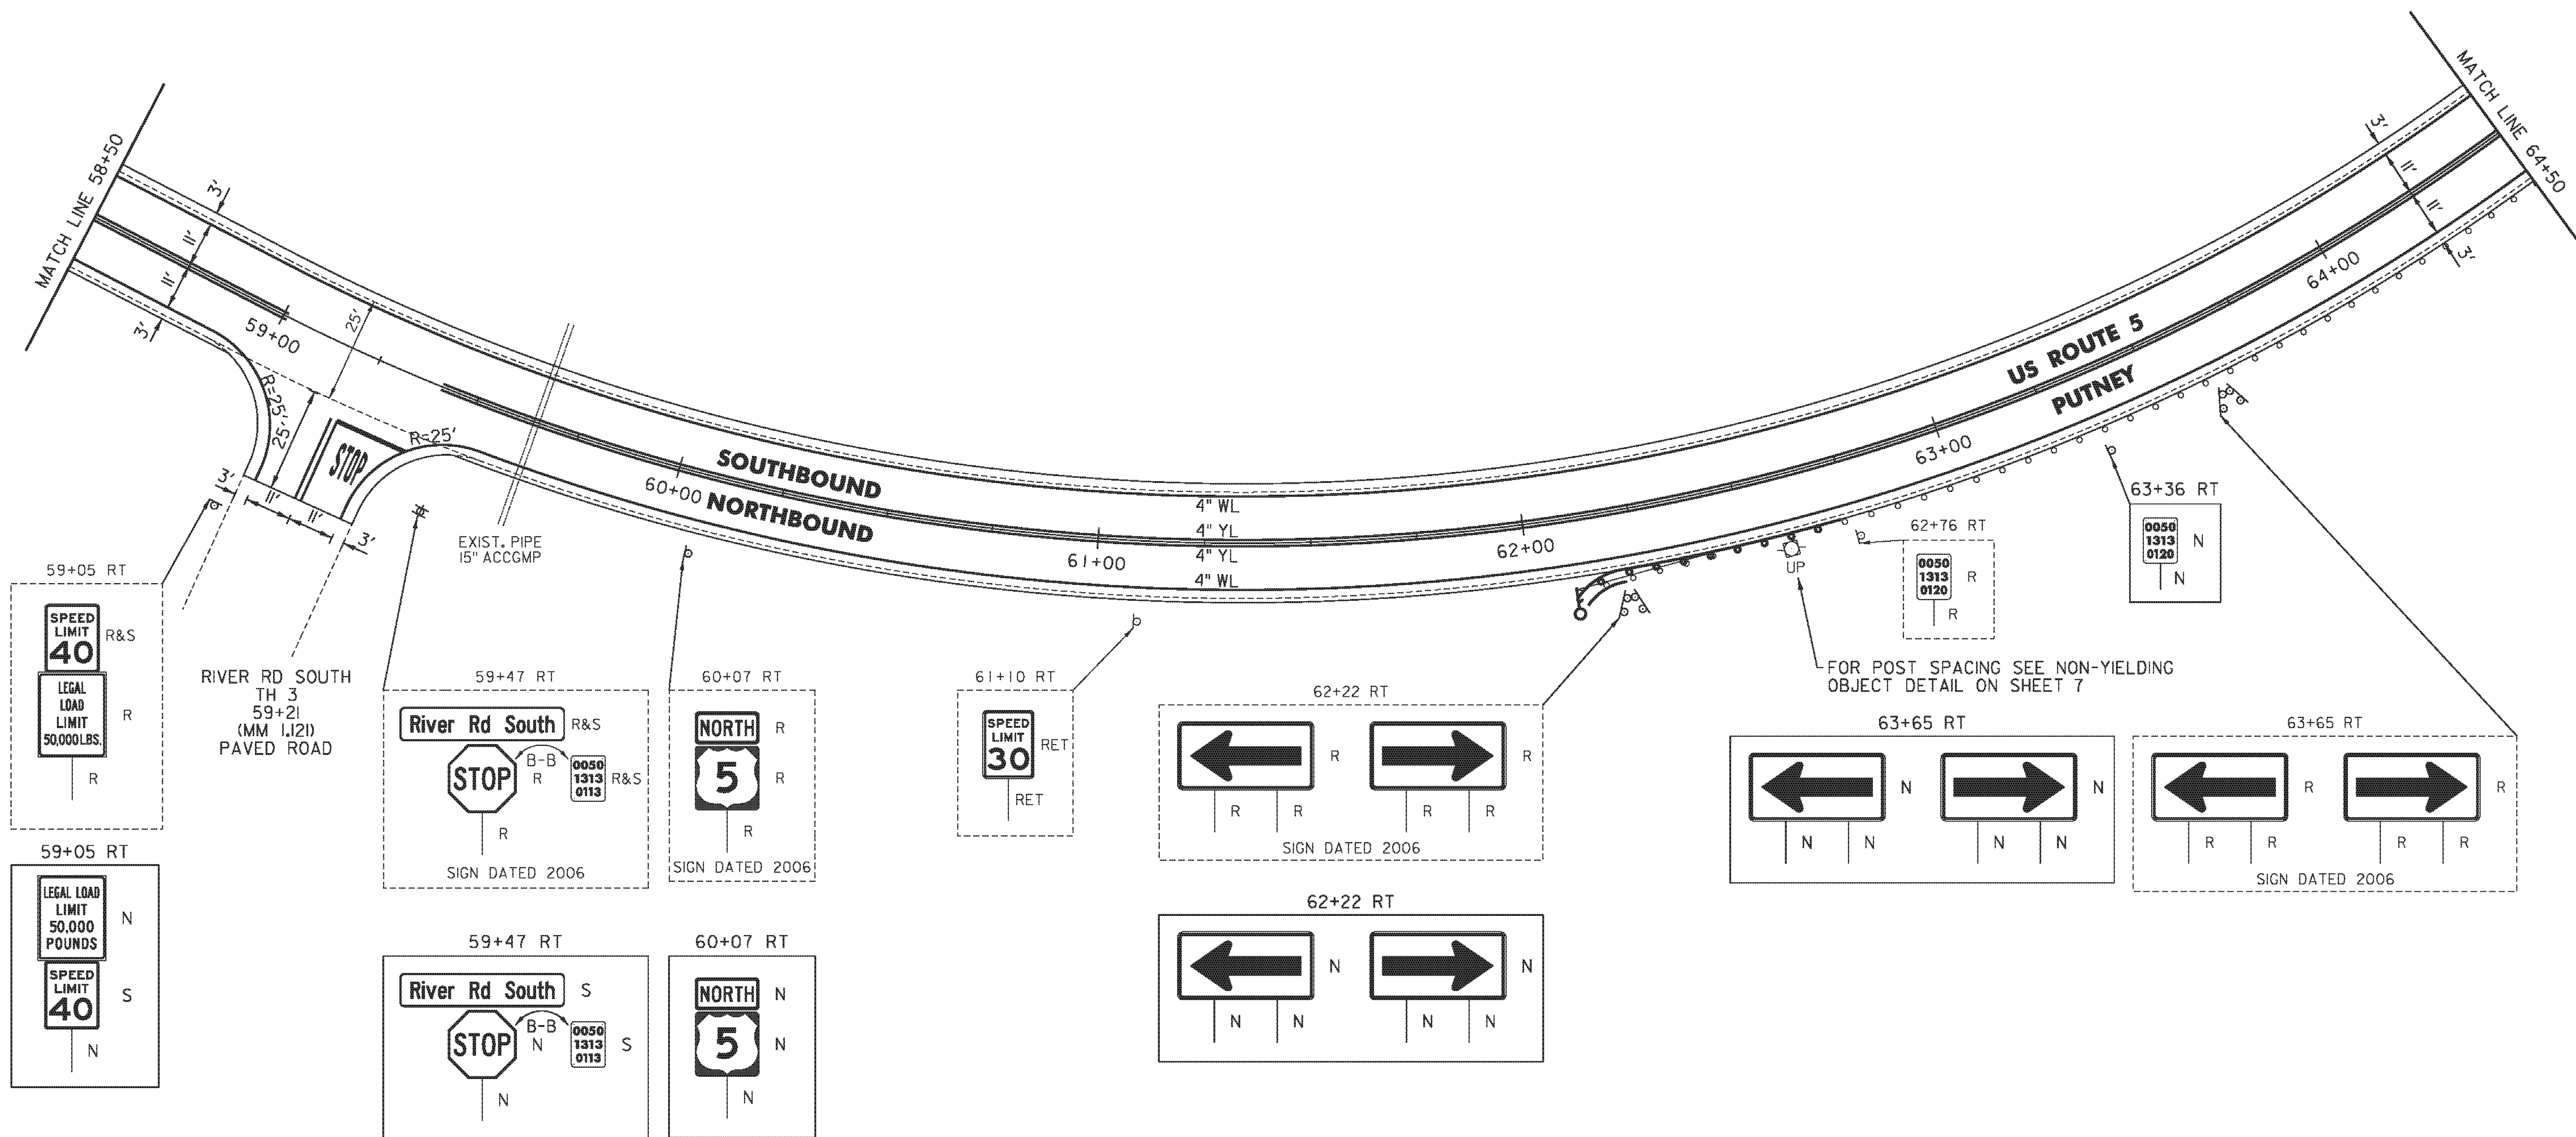 MATCH LINE 58+50
3'
11'
11'
3'
59+00
25'
R=25'
25'
STOP
R=25'
3'
11'
11'
3'
RIVER RD SOUTH
TH 3
59+21
(MM 1.121)
PAVED ROAD
EXIST. PIPE
15" ACCGMP
60+00
SOUTHBOUND
NORTHBOUND
61+00
4" WL
4" YL
4" YL
4" WL
62+00
63+00
US ROUTE 5
PUTNEY
64+00
3'
11'
11'
3'
MATCH LINE 64+50
UP
FOR POST SPACING SEE NON-YIELDING
OBJECT DETAIL ON SHEET 7
59+05 RT
SPEED
LIMIT
40
R&S
LEGAL
LOAD
LIMIT
50,000 LBS.
R
R
59+05 RT
LEGAL LOAD
LIMIT
50,000
POUNDS
N
SPEED
LIMIT
40
S
N
59+47 RT
River Rd South R&S
STOP
B-B
R
0050
1313
0113
R&S
R
SIGN DATED 2006
59+47 RT
River Rd South S
STOP
B-B
N
0050
1313
0113
S
N
60+07 RT
NORTH R
5 R
R
SIGN DATED 2006
60+07 RT
NORTH N
5 N
N
61+10 RT
SPEED
LIMIT
30
RET
RET
62+22 RT
R R
R R R R
SIGN DATED 2006
62+22 RT
N N
N N N N
62+76 RT
0050
1313
0120
R
R
63+36 RT
0050
1313
0120
N
N
63+65 RT
N N
N N N N
63+65 RT
R R
R R R R
SIGN DATED 2006